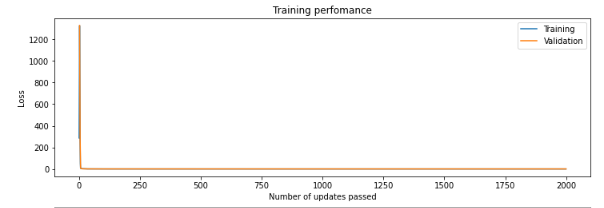 Training perfomance
Training
Validation
1200
1000
800
600
400
200
0
Loss
0 250 500 750 1000 1250 1500 1750 2000
Number of updates passed